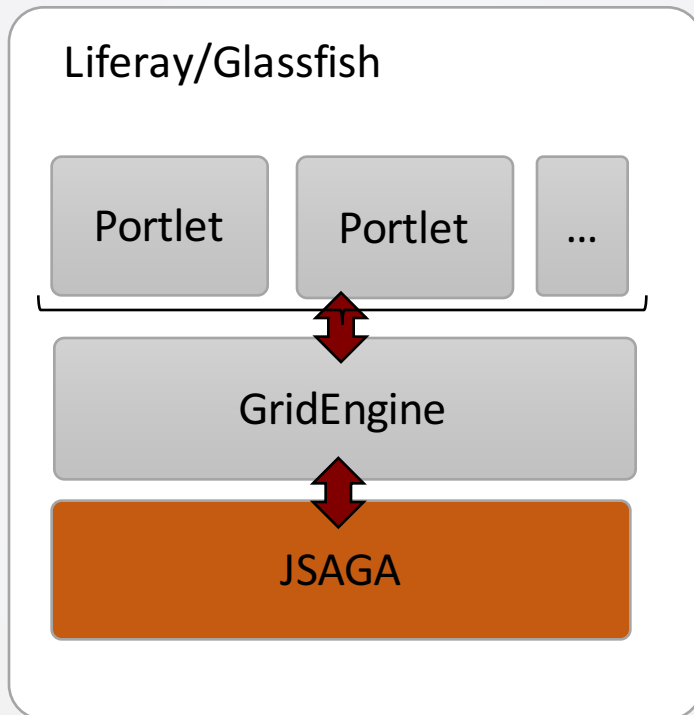 Liferay/Glassfish
Portlet
Portlet
...
GridEngine
JSAGA